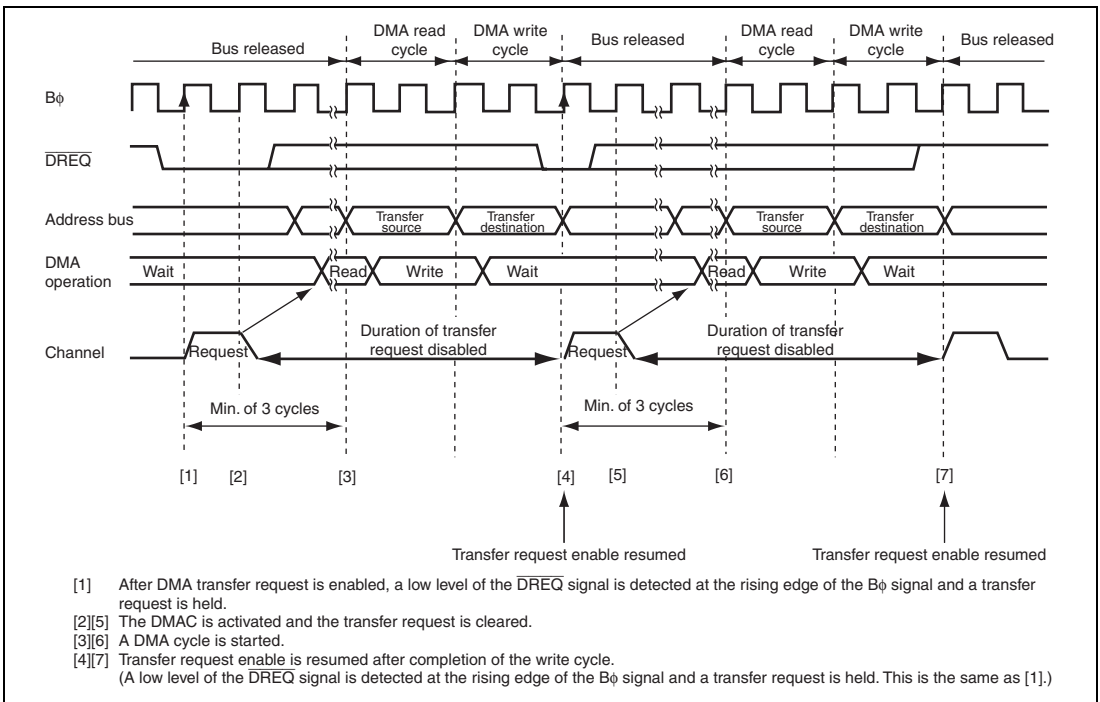 Bus released DMA read cycle DMA write cycle Bus released DMA read cycle DMA write cycle Bus released
Bϕ
DREQ
Address bus Transfer source Transfer destination Transfer source Transfer destination
DMA operation Wait Read Write Wait Read Write Wait
Channel Request Duration of transfer request disabled Request Duration of transfer request disabled
Min. of 3 cycles Min. of 3 cycles
[1] [2] [3] [4] [5] [6] [7]
Transfer request enable resumed Transfer request enable resumed
[1] After DMA transfer request is enabled, a low level of the DREQ signal is detected at the rising edge of the Bϕ signal and a transfer
request is held.
[2][5] The DMAC is activated and the transfer request is cleared.
[3][6] A DMA cycle is started.
[4][7] Transfer request enable is resumed after completion of the write cycle.
(A low level of the DREQ signal is detected at the rising edge of the Bϕ signal and a transfer request is held. This is the same as [1].)